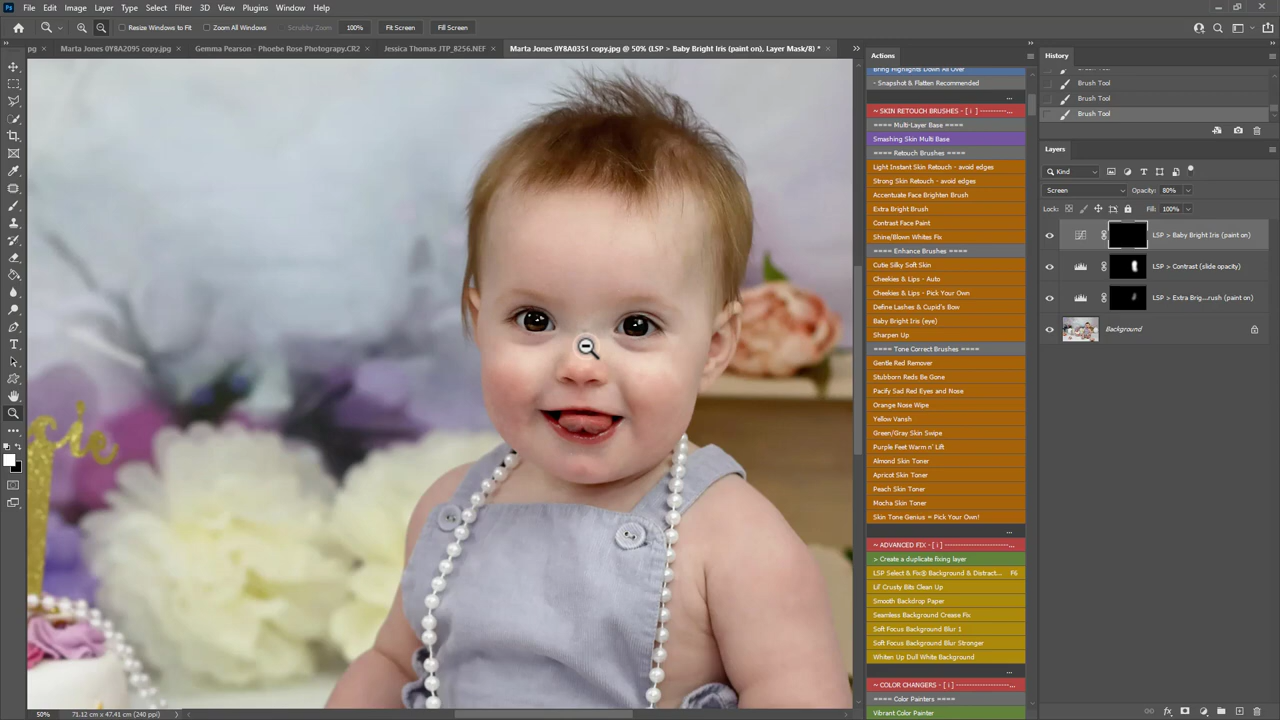 File Edit Image Layer Type Select Filter 3D View Plugins Window Help
Resize Windows to Fit Zoom All Windows Scrubby Zoom 100% Fit Screen Fill Screen
pg × Marta Jones 0Y8A2095 copy.jpg × Gemma Pearson - Phoebe Rose Photograpy.CR2 × Jessica Thomas JTP_8256.NEF × Marta Jones 0Y8A0351 copy.jpg @ 50% (LSP > Baby Bright Iris (paint on), Layer Mask/8) * ×
Actions
Bring Highlights Down All Over
- Snapshot & Flatten Recommended
...
~ SKIN RETOUCH BRUSHES - [ i ] ----------...
==== Multi-Layer Base ====
Smashing Skin Multi Base
==== Retouch Brushes ====
Light Instant Skin Retouch - avoid edges
Strong Skin Retouch - avoid edges
Accentuate Face Brighten Brush
Extra Bright Brush
Contrast Face Paint
Shine/Blown Whites Fix
==== Enhance Brushes ====
Cutie Silky Soft Skin
Cheekies & Lips - Auto
Cheekies & Lips - Pick Your Own
Define Lashes & Cupid's Bow
Baby Bright Iris (eye)
Sharpen Up
==== Tone Correct Brushes ====
Gentle Red Remover
Stubborn Reds Be Gone
Pacify Sad Red Eyes and Nose
Orange Nose Wipe
Yellow Vansh
Green/Gray Skin Swipe
Purple Feet Warm n' Lift
Almond Skin Toner
Apricot Skin Toner
Peach Skin Toner
Mocha Skin Toner
Skin Tone Genius = Pick Your Own!
...
~ ADVANCED FIX - [ i ] -----------------------...
> Create a duplicate fixing layer
LSP Select & Fix® Background & Distract... F6
Lil' Crusty Bits Clean Up
Smooth Backdrop Paper
Seamless Background Crease Fix
Soft Focus Background Blur 1
Soft Focus Background Blur Stronger
Whiten Up Dull White Background
...
~ COLOR CHANGERS - [ i ] -------------------...
==== Color Painters ====
Vibrant Color Painter
History
Brush Tool
Brush Tool
Brush Tool
Layers
Kind
Screen Opacity: 80%
Lock: Fill: 100%
LSP > Baby Bright Iris (paint on)
LSP > Contrast (slide opacity)
LSP > Extra Brig...rush (paint on)
Background
fx
cie
50% 71.12 cm x 47.41 cm (240 ppi)